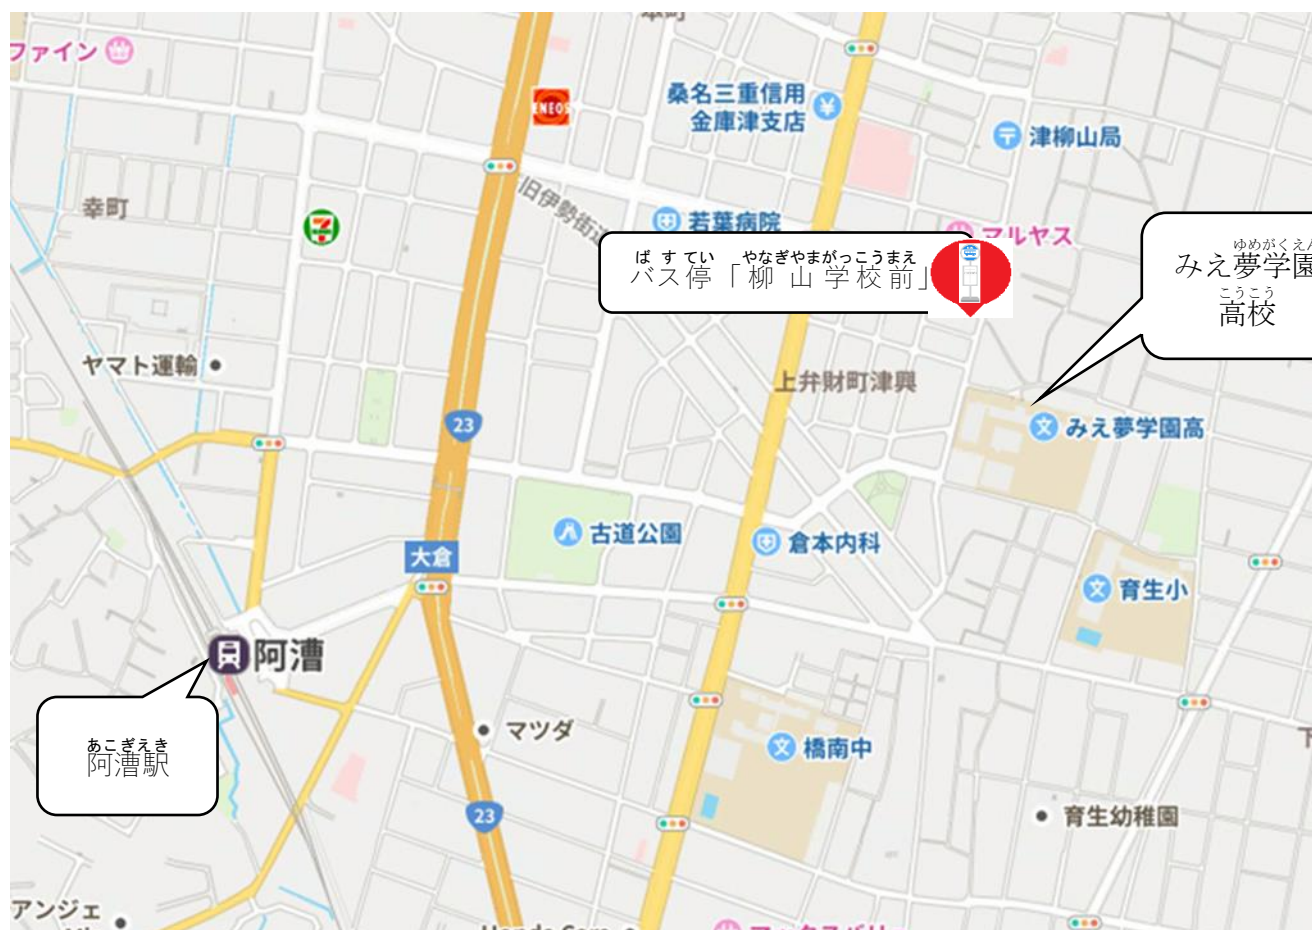 本町
ファイン
ENEOS
桑名三重信用
金庫津支店
津柳山局
幸町
7
旧伊勢街道
若葉病院
マルヤス
ばすてい やなぎやまがっこうまえ
バス停「柳山学校前」
ゆめがくえん
みえ夢学園
こうこう
高校
ヤマト運輸
上弁財町津興
23
みえ夢学園高
古道公園
倉本内科
大倉
育生小
阿漕
あこぎえき
阿漕駅
マツダ
橋南中
23
育生幼稚園
下
アンジェ
Honda Cars